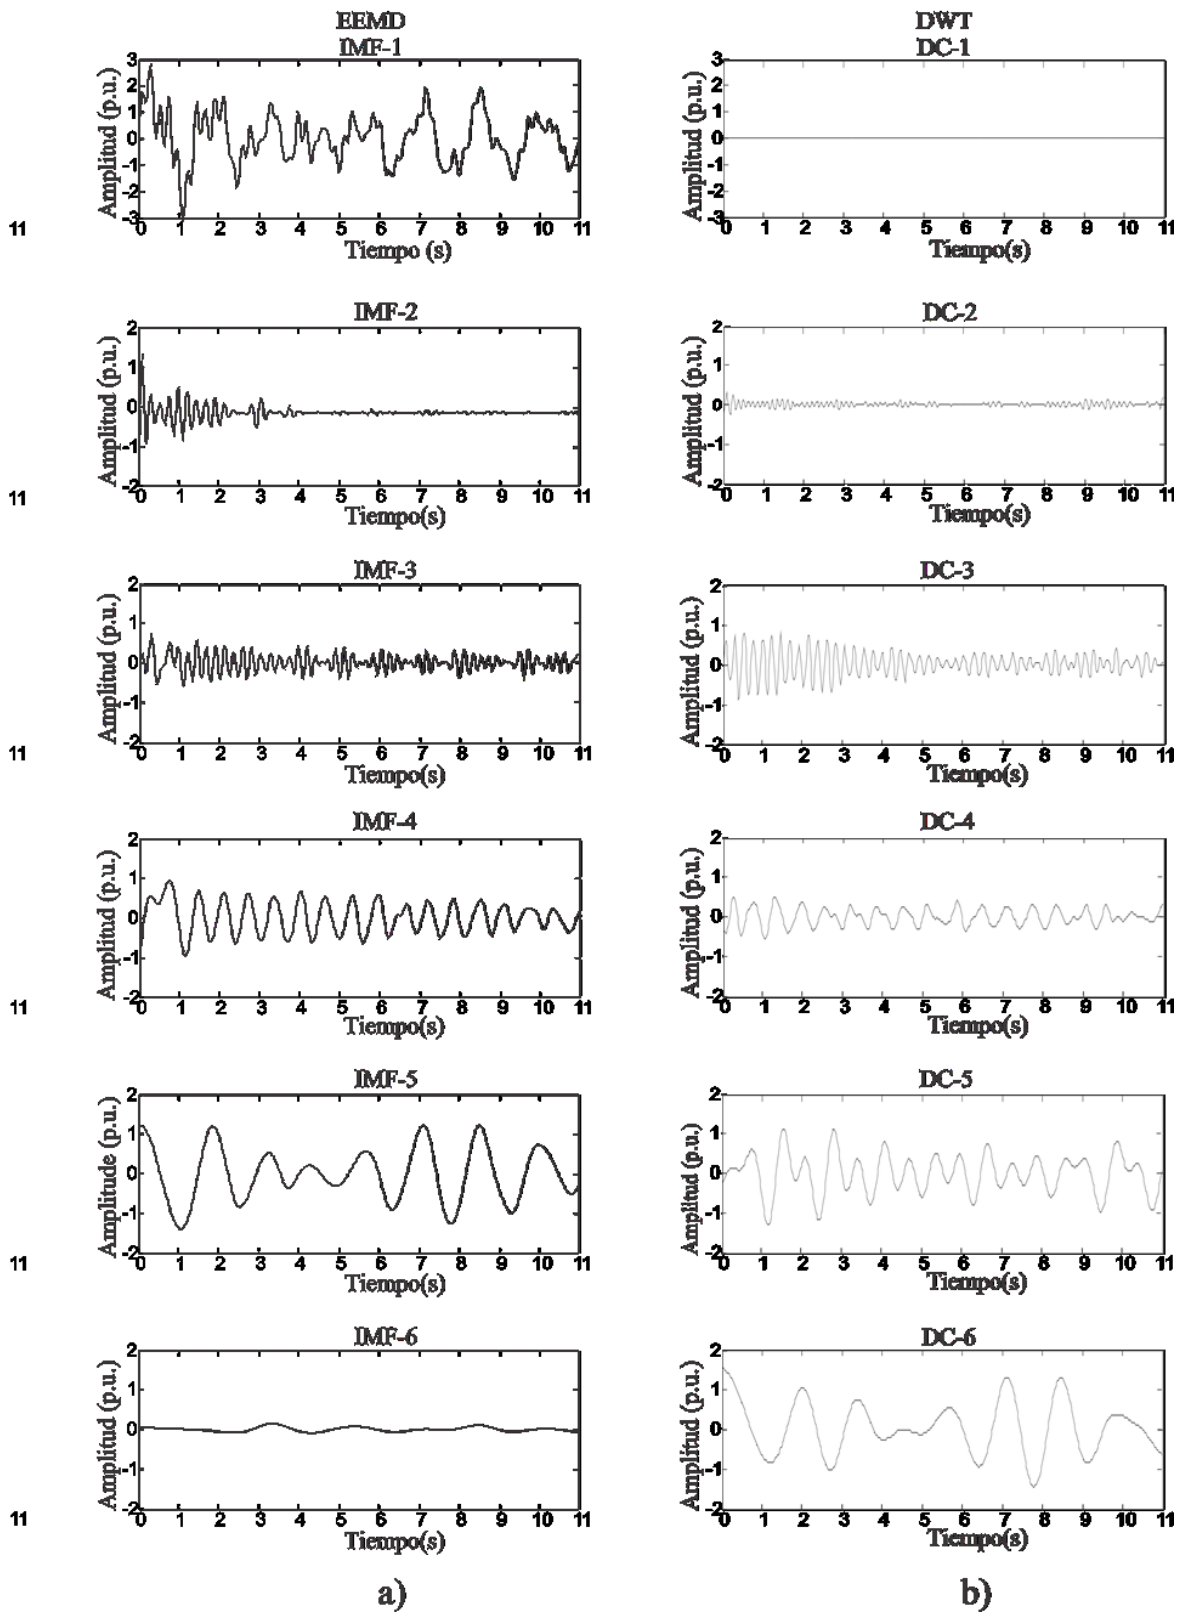 EEMD
IMF-1
Amplitud (p.u.)
3
2
1
0
-1
-2
-3
0 1 2 3 4 5 6 7 8 9 10 11
Tiempo (s)
11
DWT
DC-1
Amplitud (p.u.)
3
2
1
0
-1
-2
-3
0 1 2 3 4 5 6 7 8 9 10 11
Tiempo(s)
IMF-2
Amplitud (p.u.)
2
1
0
-1
-2
0 1 2 3 4 5 6 7 8 9 10 11
Tiempo(s)
11
DC-2
Amplitud (p.u.)
2
1
0
-1
-2
0 1 2 3 4 5 6 7 8 9 10 11
Tiempo(s)
IMF-3
Amplitud (p.u.)
2
1
0
-1
-2
0 1 2 3 4 5 6 7 8 9 10 11
Tiempo(s)
11
DC-3
Amplitud (p.u.)
2
1
0
-1
-2
0 1 2 3 4 5 6 7 8 9 10 11
Tiempo(s)
IMF-4
Amplitud (p.u.)
2
1
0
-1
-2
0 1 2 3 4 5 6 7 8 9 10 11
Tiempo(s)
11
DC-4
Amplitud (p.u.)
2
1
0
-1
-2
0 1 2 3 4 5 6 7 8 9 10 11
Tiempo(s)
IMF-5
Amplitude (p.u.)
2
1
0
-1
-2
0 1 2 3 4 5 6 7 8 9 10 11
Tiempo(s)
11
DC-5
Amplitud (p.u.)
2
1
0
-1
-2
0 1 2 3 4 5 6 7 8 9 10 11
Tiempo(s)
IMF-6
Amplitud (p.u.)
2
1
0
-1
-2
0 1 2 3 4 5 6 7 8 9 10 11
Tiempo(s)
11
DC-6
Amplitud (p.u.)
2
1
0
-1
-2
0 1 2 3 4 5 6 7 8 9 10 11
Tiempo(s)
a)
b)